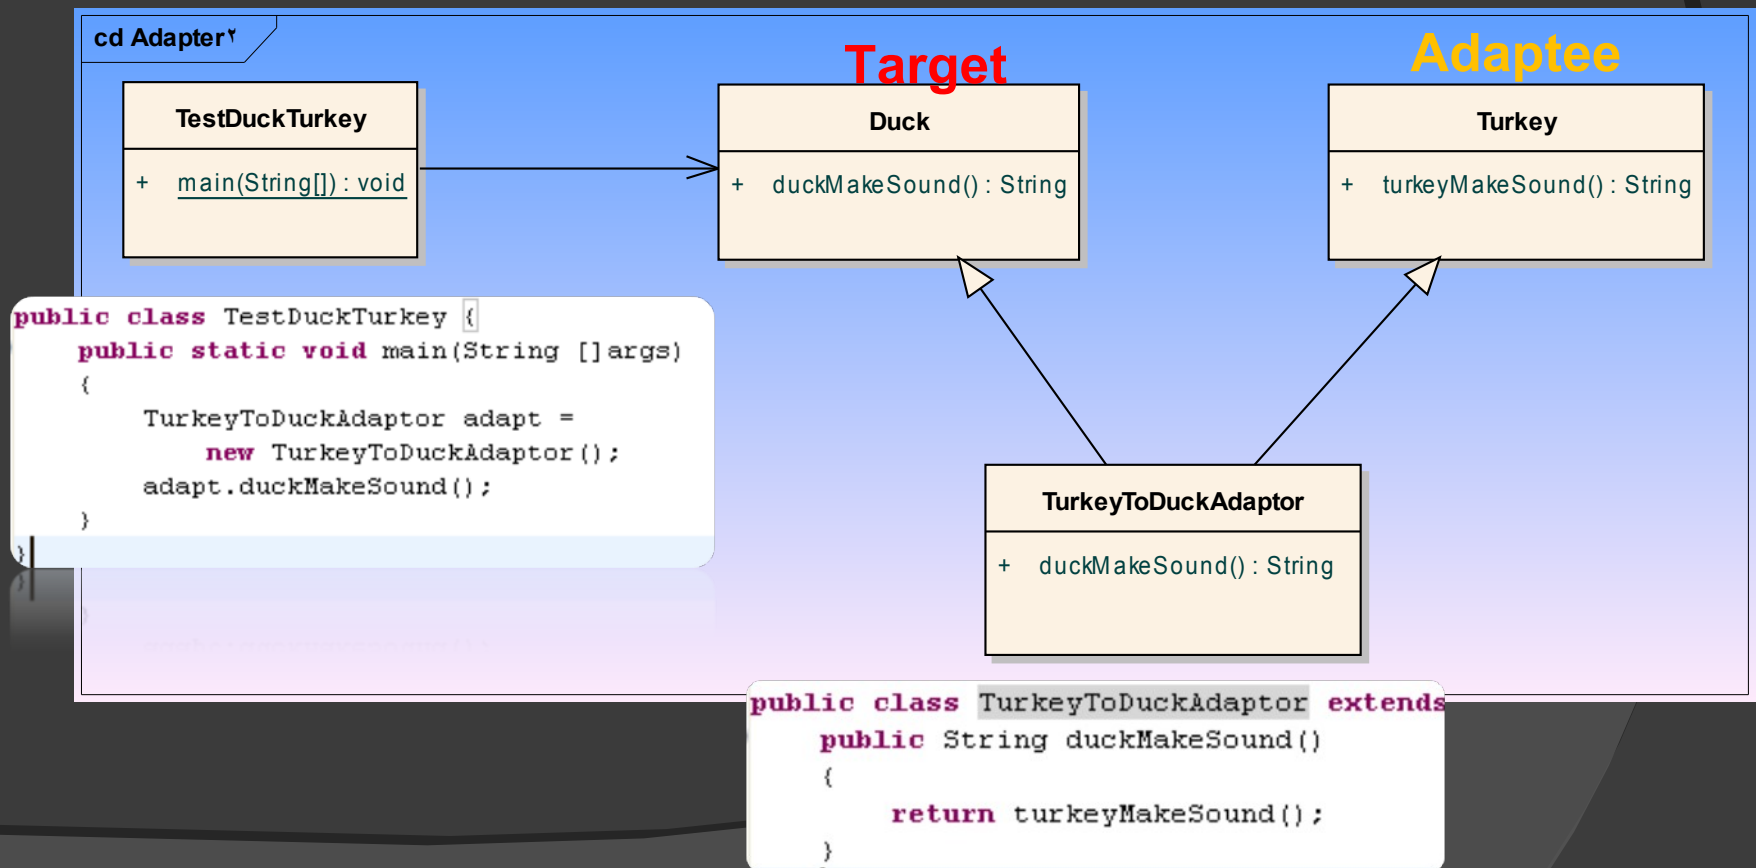 cd Adapter۲
Target
Adaptee
TestDuckTurkey
+ main(String[]) : void
Duck
+ duckMakeSound() : String
Turkey
+ turkeyMakeSound() : String
public class TestDuckTurkey {
public static void main(String []args)
{
TurkeyToDuckAdaptor adapt =
new TurkeyToDuckAdaptor();
adapt.duckMakeSound();
}
}
TurkeyToDuckAdaptor
+ duckMakeSound() : String
public class TurkeyToDuckAdaptor extends
public String duckMakeSound()
{
return turkeyMakeSound();
}